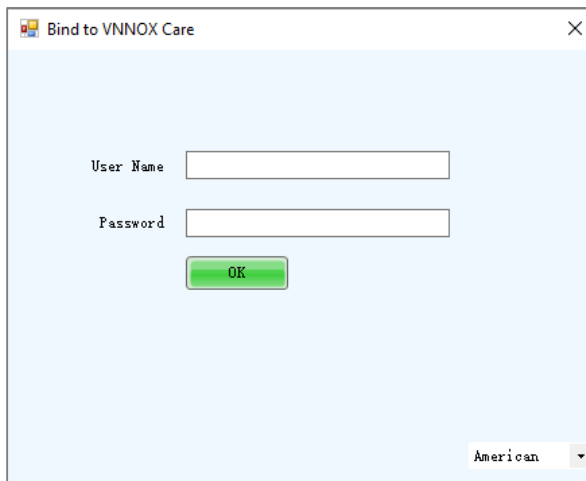 Bind to VNNOX Care
User Name
Password
OK
American